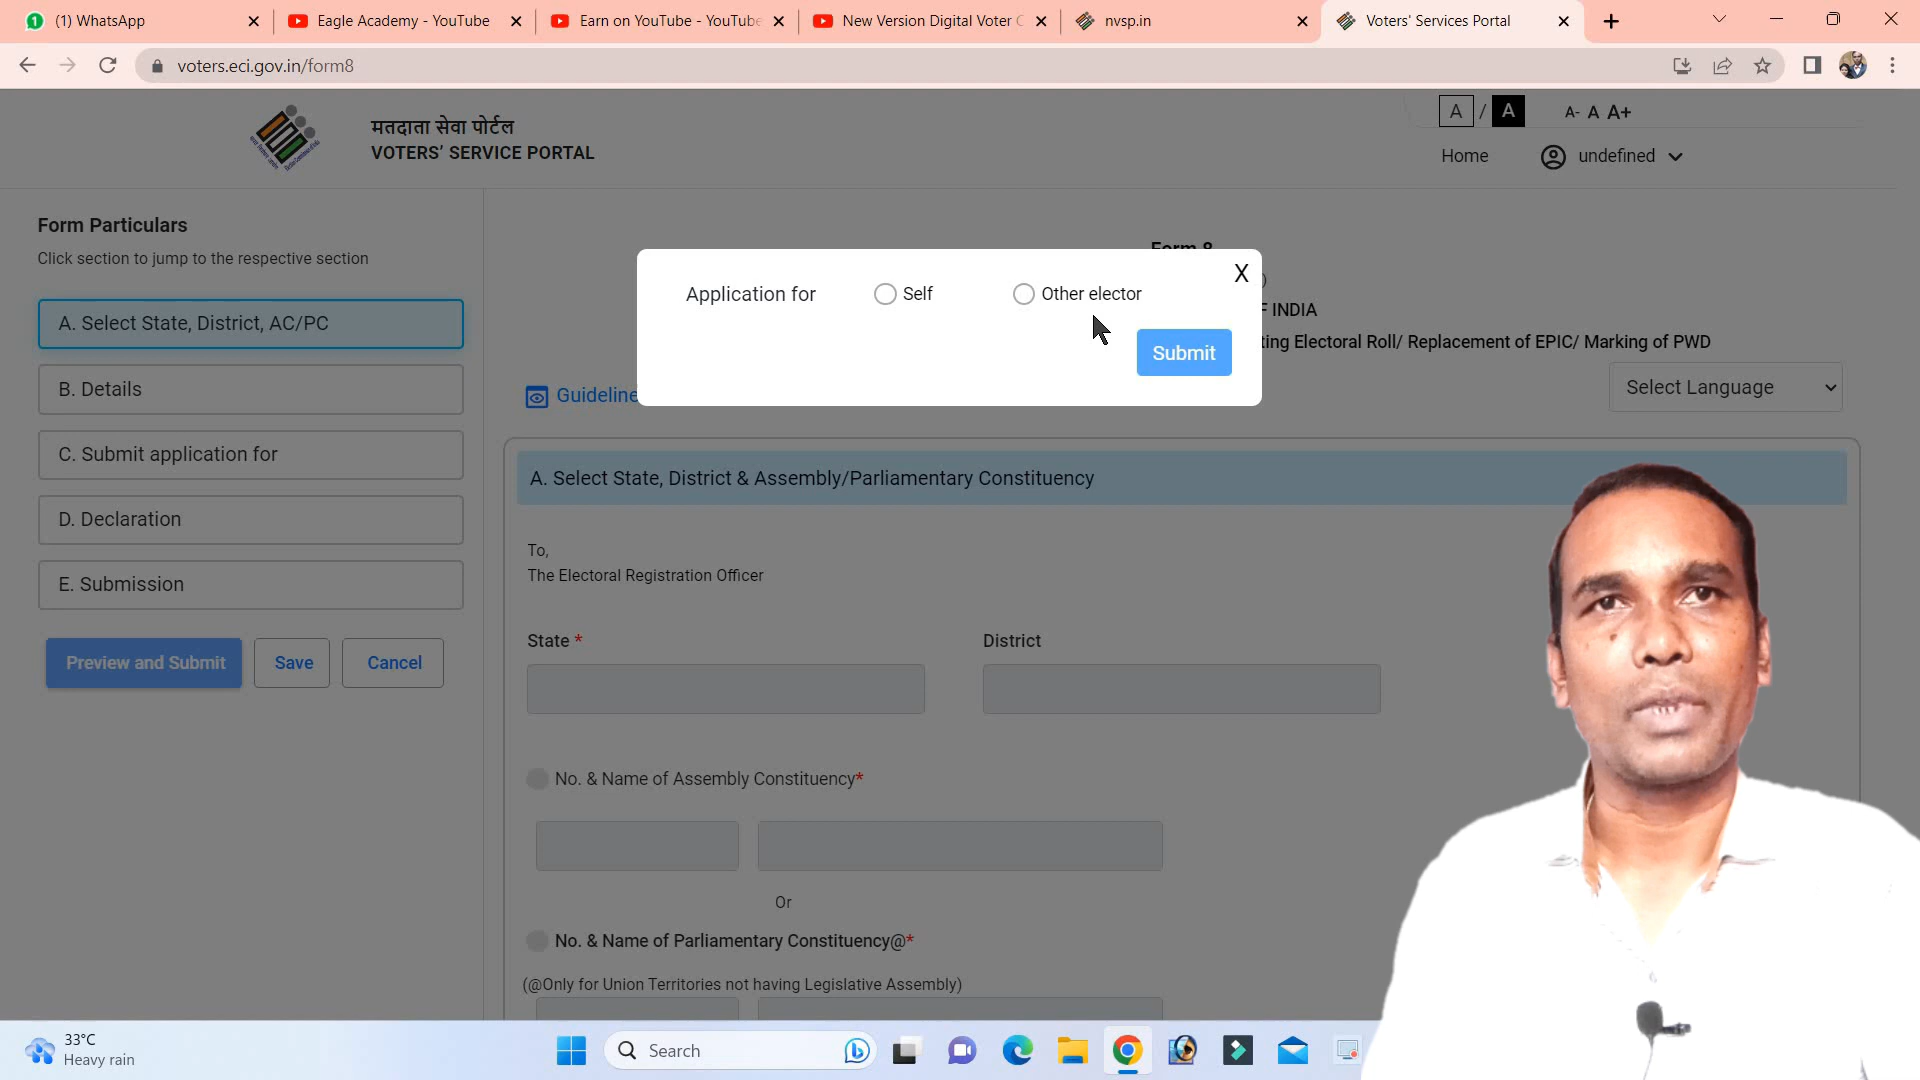 (1) WhatsApp
Eagle Academy - YouTube
Earn on YouTube - YouTube
New Version Digital Voter
nvsp.in
Voters' Services Portal
voters.eci.gov.in/form8
मतदाता सेवा पोर्टल
VOTERS' SERVICE PORTAL
A / A
A- A A+
Home
undefined
Form Particulars
Click section to jump to the respective section
A. Select State, District, AC/PC
B. Details
C. Submit application for
D. Declaration
E. Submission
Preview and Submit
Save
Cancel
Form 8
X
Application for
Self
Other elector
Submit
INDIA
ting Electoral Roll/ Replacement of EPIC/ Marking of PWD
Guideline
Select Language
A. Select State, District & Assembly/Parliamentary Constituency
To,
The Electoral Registration Officer
State *
District
No. & Name of Assembly Constituency*
Or
No. & Name of Parliamentary Constituency@*
(@Only for Union Territories not having Legislative Assembly)
33°C
Heavy rain
Search